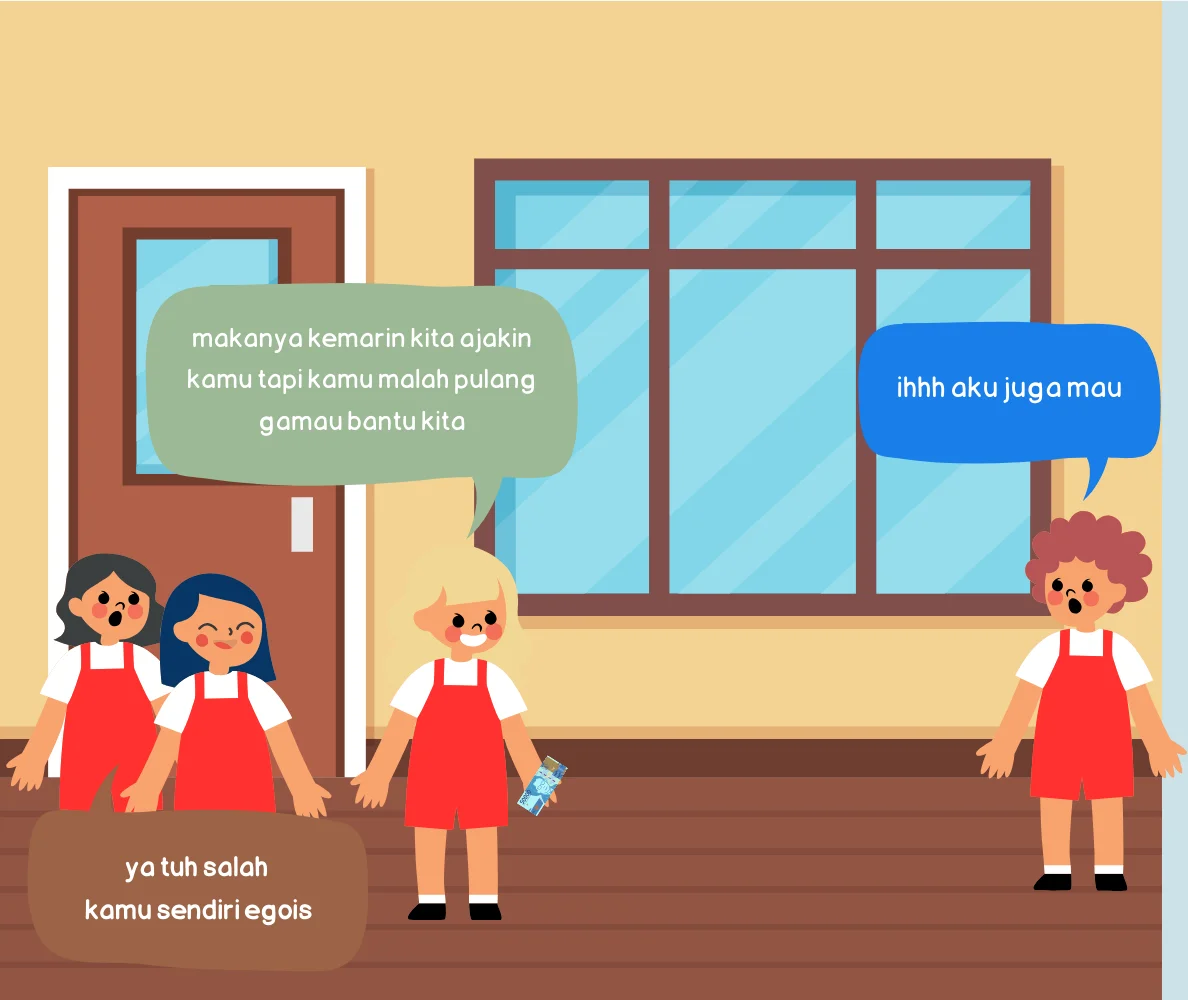 makanya kemarin kita ajakin
kamu tapi kamu malah pulang
gamau bantu kita
ihhh aku juga mau
ya tuh salah
kamu sendiri egois